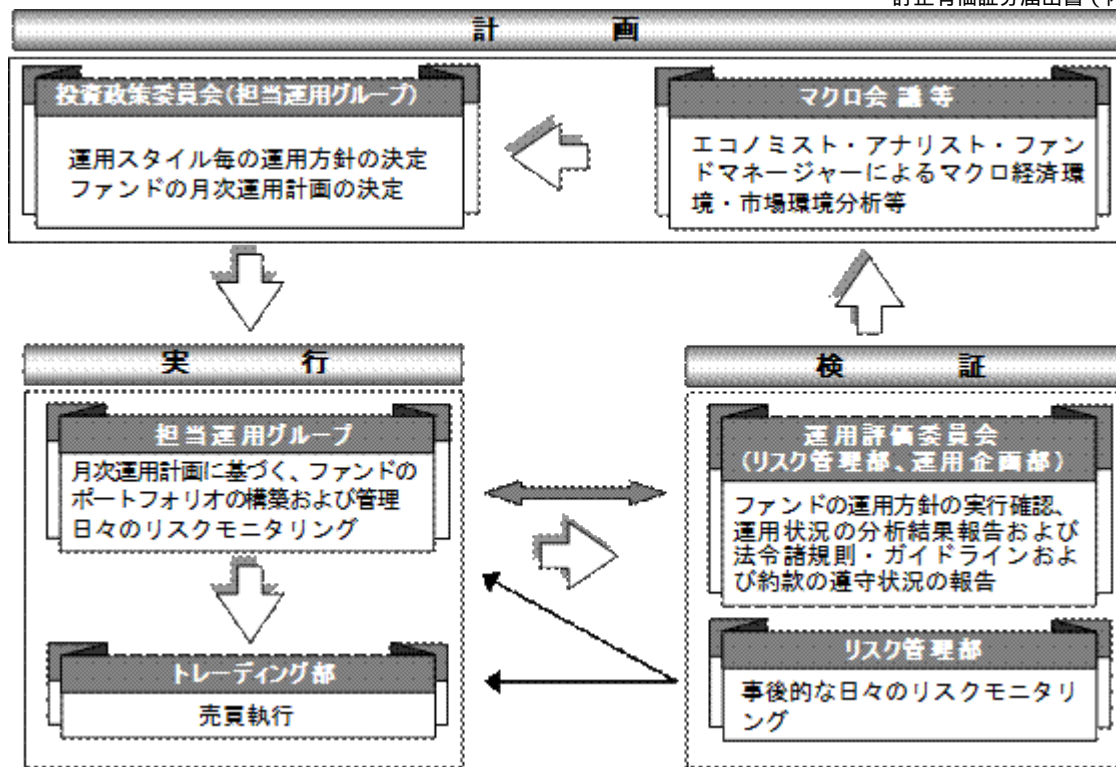 計 画
投資政策委員会(担当運用グループ)
運用スタイル毎の運用方針の決定
ファンドの月次運用計画の決定
マクロ会議等
エコノミスト・アナリスト・ファン
ドマネージャーによるマクロ経済環
境・市場環境分析等
実 行
担当運用グループ
月次運用計画に基づく、ファンドの
ポートフォリオの構築および管理
日々のリスクモニタリング
トレーディング部
売買執行
検 証
運用評価委員会
(リスク管理部、運用企画部)
ファンドの運用方針の実行確認、
運用状況の分析結果報告および
法令諸規則・ガイドラインおよ
び約款の遵守状況の報告
リスク管理部
事後的な日々のリスクモニタリ
ング